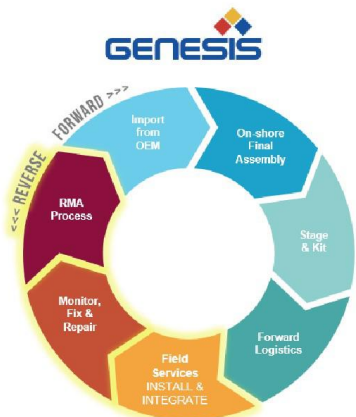 GENESIS
FORWARD >>>
<<< REVERSE
Import
from
OEM
On-shore
Final
Assembly
Stage
& Kit
Forward
Logistics
Field
Services
INSTALL &
INTEGRATE
Monitor,
Fix &
Repair
RMA
Process